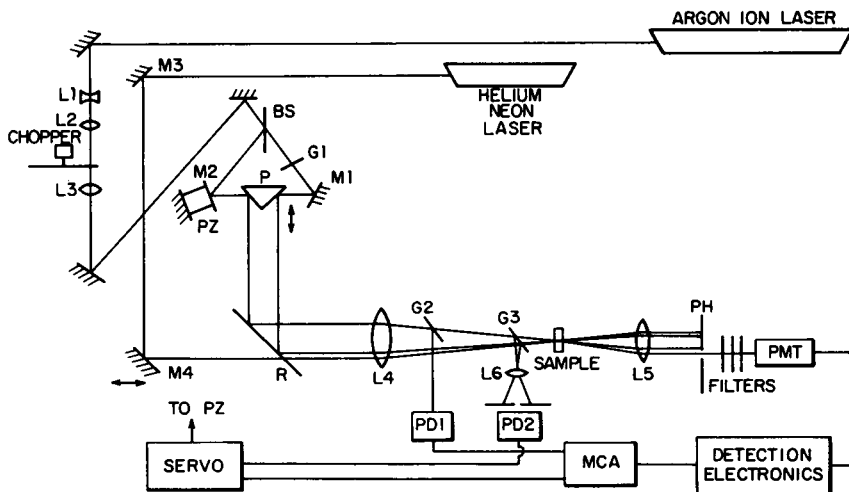 ARGON ION LASER
M3
HELIUM
NEON
LASER
L1
L2
CHOPPER
L3
BS
G1
M2
P
M1
PZ
G2
G3
PH
SAMPLE
PMT
M4
R
L4
L6
L5
FILTERS
TO PZ
PD1
PD2
SERVO
MCA
DETECTION
ELECTRONICS